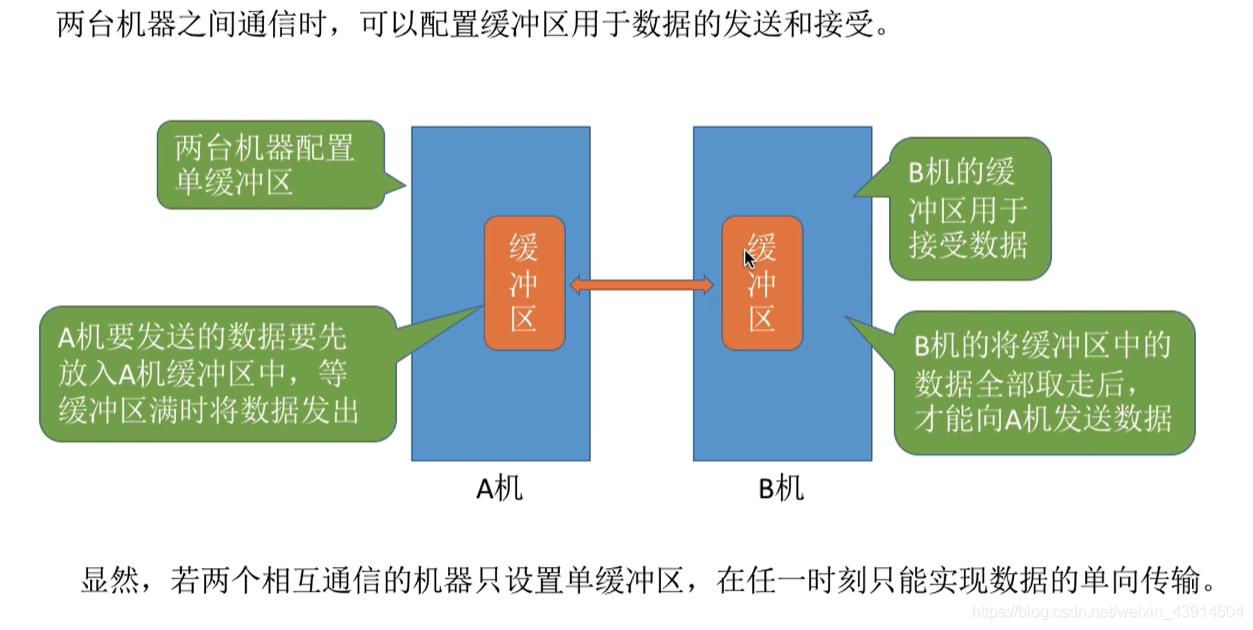 两台机器之间通信时，可以配置缓冲区用于数据的发送和接受。
两台机器配置
单缓冲区
A机要发送的数据要先
放入A机缓冲区中，等
缓冲区满时将数据发出
缓
冲
区
缓
冲
区
B机的缓
冲区用于
接受数据
B机的将缓冲区中的
数据全部取走后，
才能向A机发送数据
A机
B机
显然，若两个相互通信的机器只设置单缓冲区，在任一时刻只能实现数据的单向传输。
https://blog.csdn.net/weixin_43914604